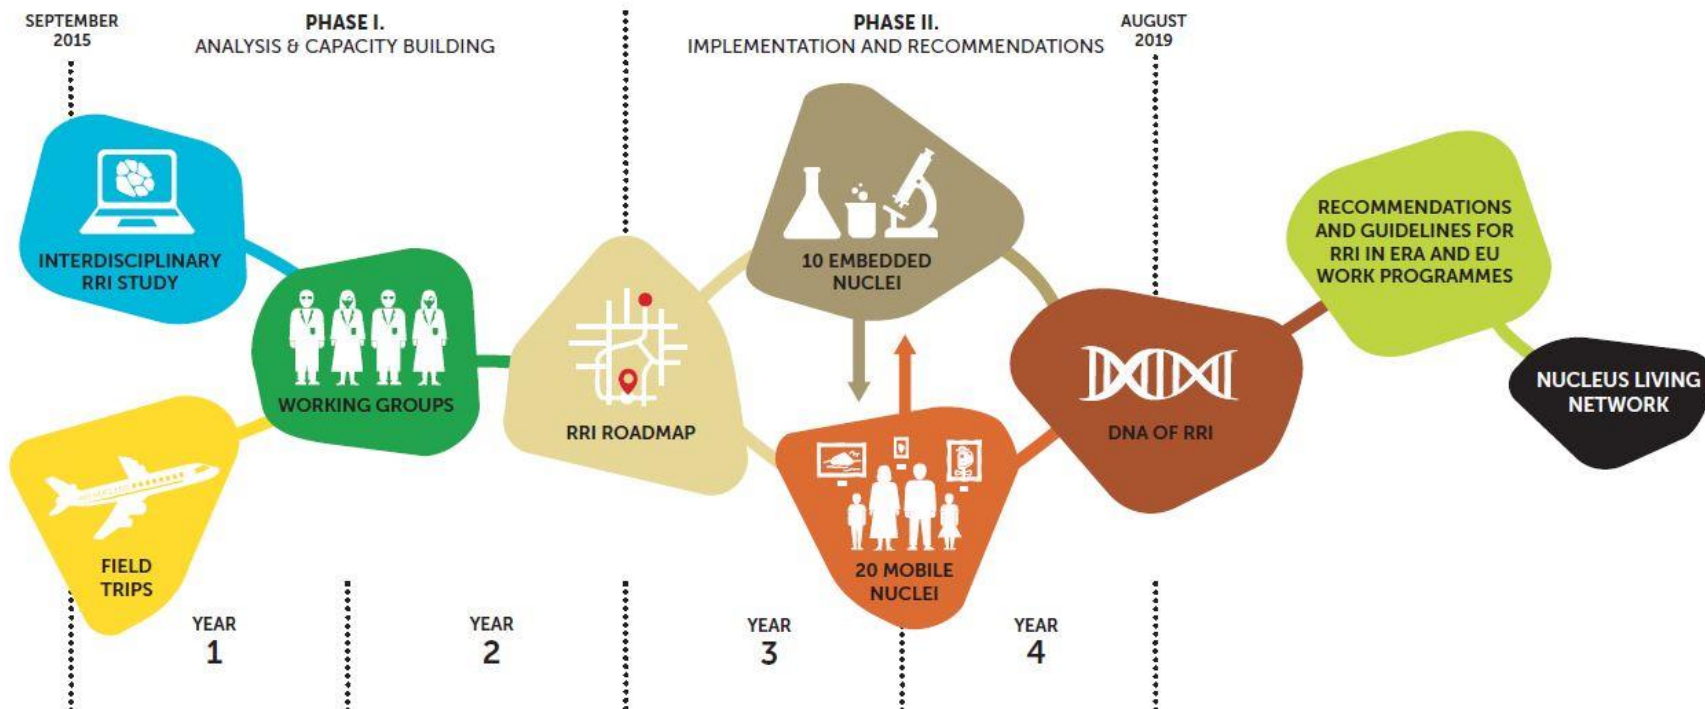 SEPTEMBER
2015
PHASE I.
ANALYSIS & CAPACITY BUILDING
PHASE II.
IMPLEMENTATION AND RECOMMENDATIONS
AUGUST
2019
INTERDISCIPLINARY
RRI STUDY
WORKING GROUPS
FIELD
TRIPS
RRI ROADMAP
10 EMBEDDED
NUCLEI
20 MOBILE
NUCLEI
DNA OF RRI
RECOMMENDATIONS
AND GUIDELINES FOR
RRI IN ERA AND EU
WORK PROGRAMMES
NUCLEUS LIVING
NETWORK
YEAR
1
YEAR
2
YEAR
3
YEAR
4